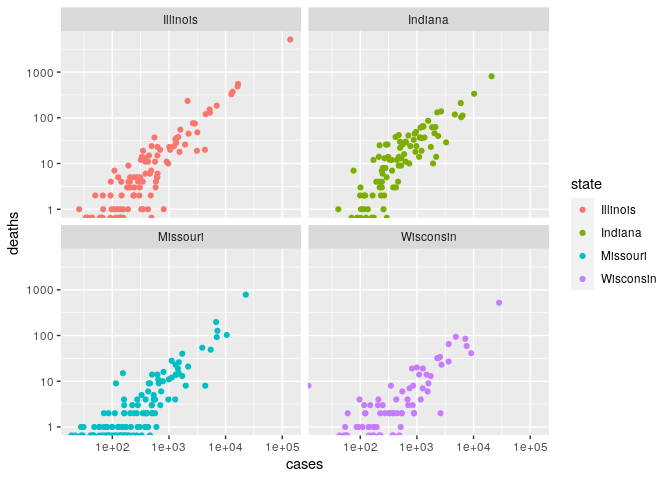 Illinois
Indiana
1000
100
10
1
deaths
state
Illinois
Indiana
Missouri
Wisconsin
Missouri
Wisconsin
1000
100
10
1
1e+02
1e+03
1e+04
1e+05
1e+02
1e+03
1e+04
1e+05
cases